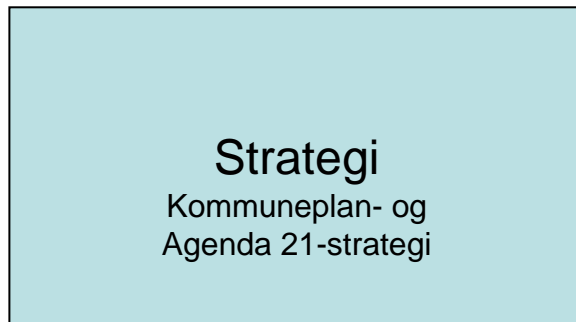 Strategi
Kommuneplan- og
Agenda 21-strategi